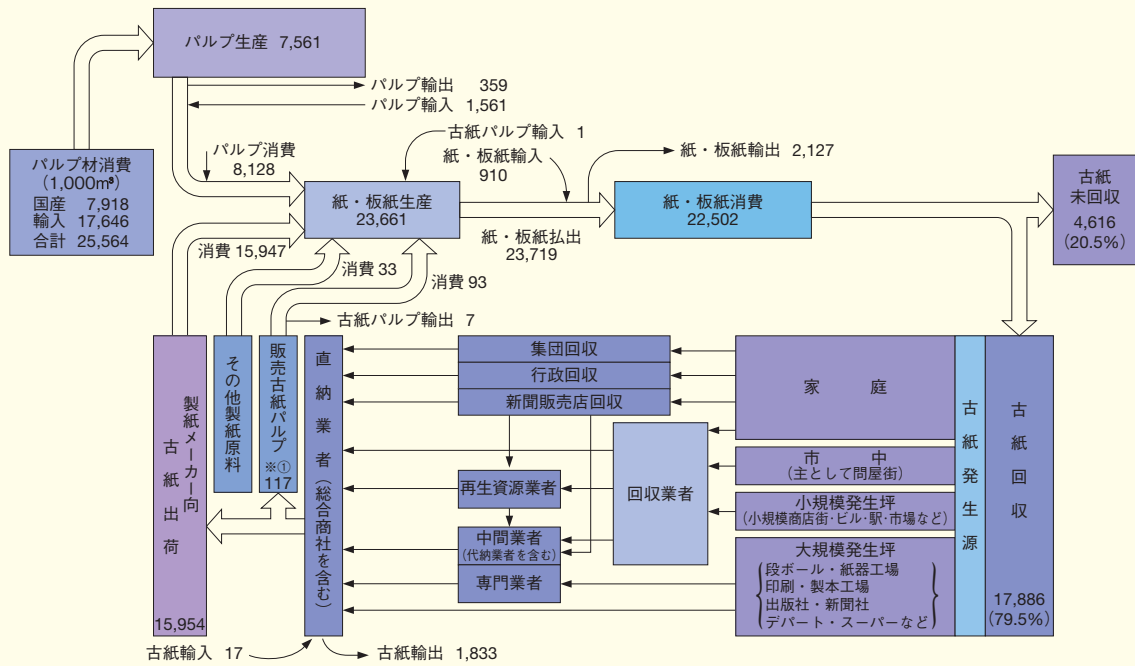 パルプ生産 7,561
パルプ輸出 359
パルプ輸入 1,561
パルプ材消費
(1,000m³)
国産 7,918
輸入 17,646
合計 25,564
パルプ消費
8,128
古紙パルプ輸入 1
紙・板紙輸入
910
紙・板紙輸出 2,127
紙・板紙生産
23,661
紙・板紙払出
23,719
紙・板紙消費
22,502
古紙
未回収
4,616
(20.5%)
消費 15,947
消費 33
消費 93
古紙パルプ輸出 7
製紙メーカー向
古紙出荷
15,954
その他製紙原料
販売古紙パルプ
※①
117
直納業者(総合商社を含む)
集団回収
行政回収
新聞販売店回収
再生資源業者
中間業者
(代納業者を含む)
専門業者
回収業者
家庭
市中
(主として問屋街)
小規模発生坪
(小規模商店街・ビル・駅・市場など)
大規模発生坪
段ボール・紙器工場
印刷・製本工場
出版社・新聞社
デパート・スーパーなど
古紙発生源
古紙回収
17,886
(79.5%)
古紙輸入 17
古紙輸出 1,833